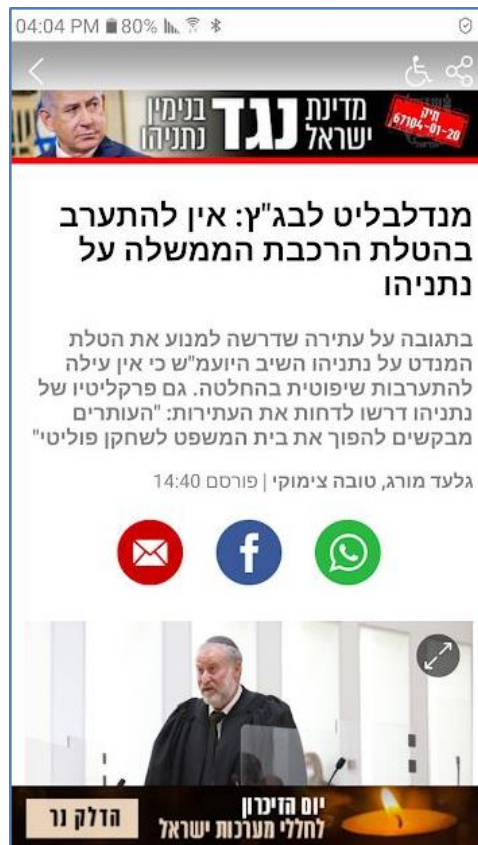 04:04 PM 80%
מדינת ישראל נגד בנימין נתניהו
תיק
67104-01-20
מנדלבליט לבג"ץ: אין להתערב
בהטלת הרכבת הממשלה על
נתניהו
בתגובה על עתירה שדרשה למנוע את הטלת
המנדט על נתניהו השיב היועמ"ש כי אין עילה
להתערבות שיפוטית בהחלטה. גם פרקליטיו של
נתניהו דרשו לדחות את העתירות: "העותרים
מבקשים להפוך את בית המשפט לשחקן פוליטי"
גלעד מורג, טובה צימוקי | פורסם 14:40
יום הזיכרון
לחללי מערכות ישראל
הדלק נר